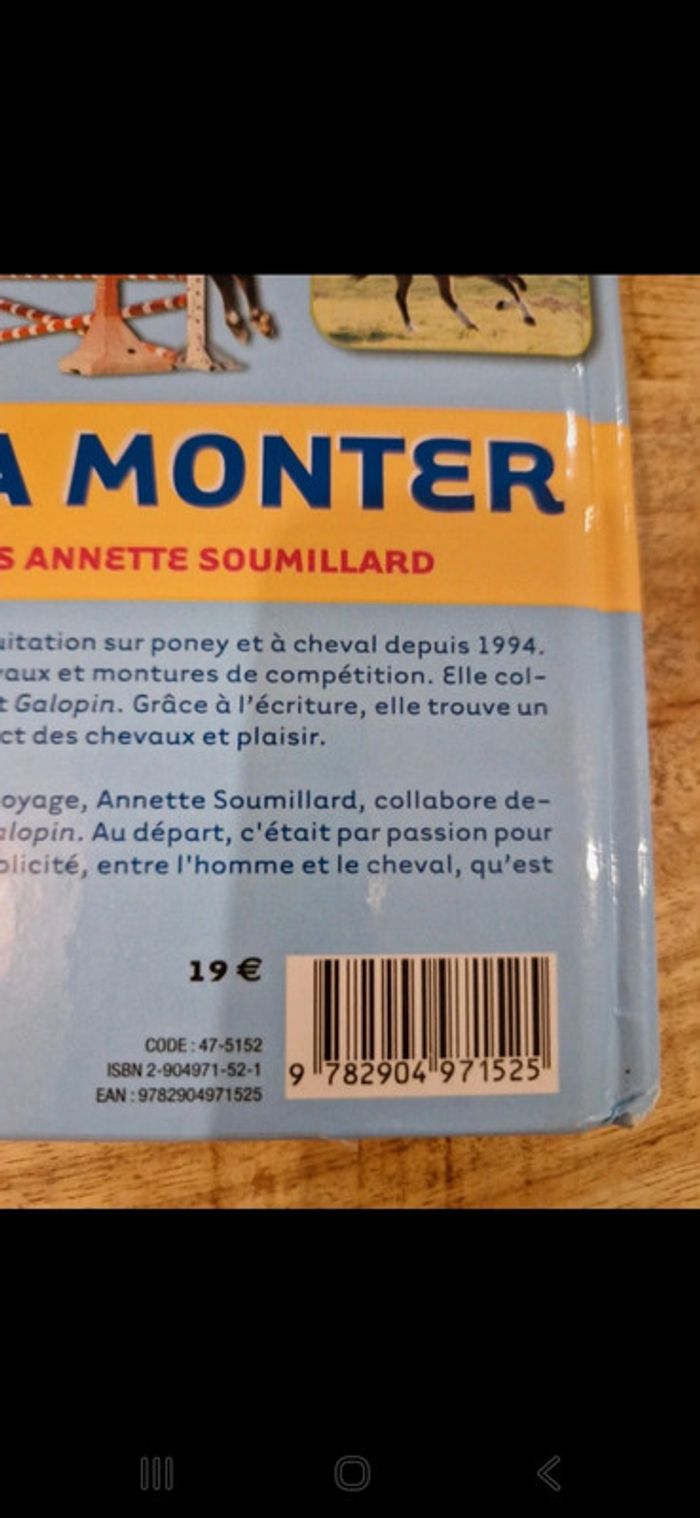 A MONTER
S ANNETTE SOUMILLARD
uitation sur poney et à cheval depuis 1994.
vaux et montures de compétition. Elle col-
t Galopin. Grâce à l'écriture, elle trouve un
ct des chevaux et plaisir.
oyage, Annette Soumillard, collabore de-
alopin. Au départ, c'était par passion pour
plicité, entre l'homme et le cheval, qu'est
19 €
CODE : 47-5152
ISBN 2-904971-52-1
EAN : 9782904971525
9 782904 971525